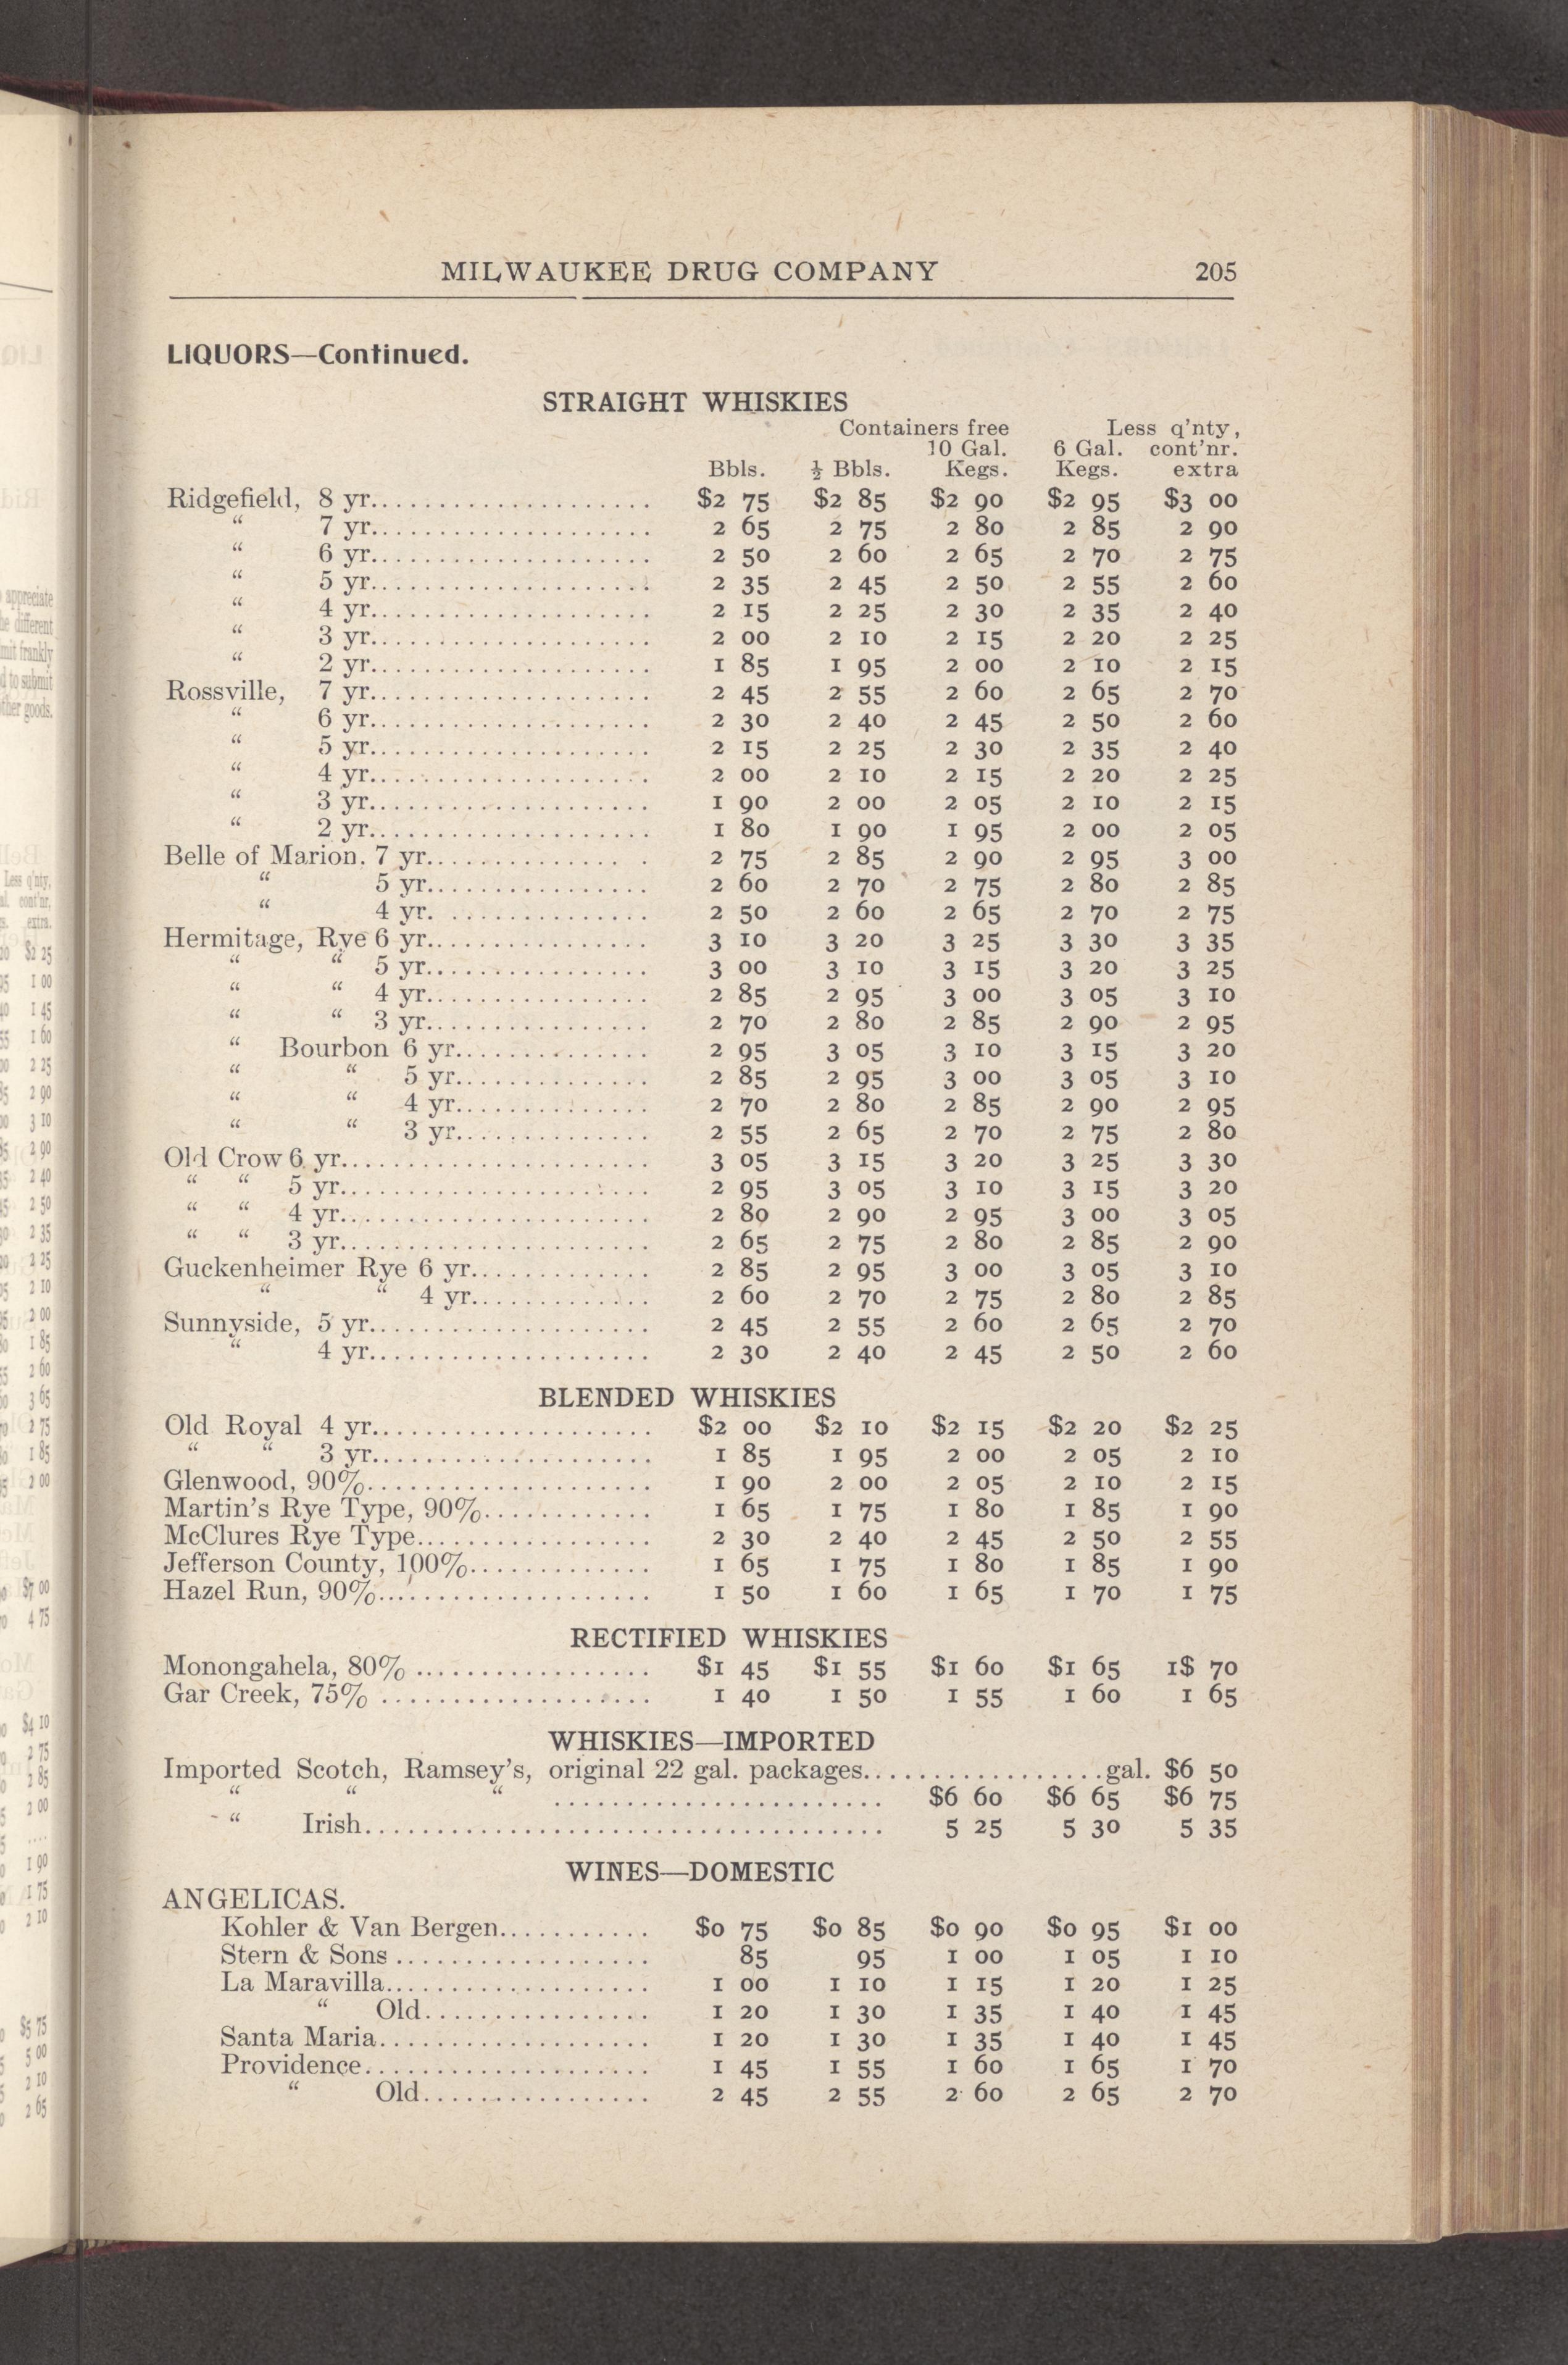 MILWAUKEE DRUG COMPANY 205
LIQUORS—Continued.
STRAIGHT WHISKIES
Containers free Less q'nty,
10 Gal. 6 Gal. cont'nr.
Bbls. ½ Bbls. Kegs. Kegs. extra
Ridgefield, 8 yr. $2 75 $2 85 $2 90 $2 95 $3 00
“ 7 yr. 2 65 2 75 2 80 2 85 2 90
“ 6 yr. 2 50 2 60 2 65 2 70 2 75
“ 5 yr. 2 35 2 45 2 50 2 55 2 60
“ 4 yr. 2 15 2 25 2 30 2 35 2 40
“ 3 yr. 2 00 2 10 2 15 2 20 2 25
“ 2 yr. 1 85 1 95 2 00 2 10 2 15
Rossville, 7 yr. 2 45 2 55 2 60 2 65 2 70
“ 6 yr. 2 30 2 40 2 45 2 50 2 60
“ 5 yr. 2 15 2 25 2 30 2 35 2 40
“ 4 yr. 2 00 2 10 2 15 2 20 2 25
“ 3 yr. 1 90 2 00 2 05 2 10 2 15
“ 2 yr. 1 80 1 90 1 95 2 00 2 05
Belle of Marion. 7 yr. 2 75 2 85 2 90 2 95 3 00
“ 5 yr. 2 60 2 70 2 75 2 80 2 85
“ 4 yr. 2 50 2 60 2 65 2 70 2 75
Hermitage, Rye 6 yr. 3 10 3 20 3 25 3 30 3 35
“ “ 5 yr. 3 00 3 10 3 15 3 20 3 25
“ “ 4 yr. 2 85 2 95 3 00 3 05 3 10
“ “ 3 yr. 2 70 2 80 2 85 2 90 2 95
“ Bourbon 6 yr. 2 95 3 05 3 10 3 15 3 20
“ “ 5 yr. 2 85 2 95 3 00 3 05 3 10
“ “ 4 yr. 2 70 2 80 2 85 2 90 2 95
“ “ 3 yr. 2 55 2 65 2 70 2 75 2 80
Old Crow 6 yr. 3 05 3 15 3 20 3 25 3 30
“ “ 5 yr. 2 95 3 05 3 10 3 15 3 20
“ “ 4 yr. 2 80 2 90 2 95 3 00 3 05
“ “ 3 yr. 2 65 2 75 2 80 2 85 2 90
Guckenheimer Rye 6 yr. 2 85 2 95 3 00 3 05 3 10
“ “ 4 yr. 2 60 2 70 2 75 2 80 2 85
Sunnyside, 5 yr. 2 45 2 55 2 60 2 65 2 70
“ 4 yr. 2 30 2 40 2 45 2 50 2 60
BLENDED WHISKIES
Old Royal 4 yr. $2 00 $2 10 $2 15 $2 20 $2 25
“ “ 3 yr. 1 85 1 95 2 00 2 05 2 10
Glenwood, 90% 1 90 2 00 2 05 2 10 2 15
Martin's Rye Type, 90% 1 65 1 75 1 80 1 85 1 90
McClures Rye Type 2 30 2 40 2 45 2 50 2 55
Jefferson County, 100% 1 65 1 75 1 80 1 85 1 90
Hazel Run, 90% 1 50 1 60 1 65 1 70 1 75
RECTIFIED WHISKIES
Monongahela, 80% $1 45 $1 55 $1 60 $1 65 1$ 70
Gar Creek, 75% 1 40 1 50 1 55 1 60 1 65
WHISKIES—IMPORTED
Imported Scotch, Ramsey's, original 22 gal. packages gal. $6 50
“ “ “ $6 60 $6 65 $6 75
“ Irish 5 25 5 30 5 35
WINES—DOMESTIC
ANGELICAS.
Kohler & Van Bergen $0 75 $0 85 $0 90 $0 95 $1 00
Stern & Sons 85 95 1 00 1 05 1 10
La Maravilla 1 00 1 10 1 15 1 20 1 25
“ Old 1 20 1 30 1 35 1 40 1 45
Santa Maria 1 20 1 30 1 35 1 40 1 45
Providence 1 45 1 55 1 60 1 65 1 70
“ Old 2 45 2 55 2 60 2 65 2 70